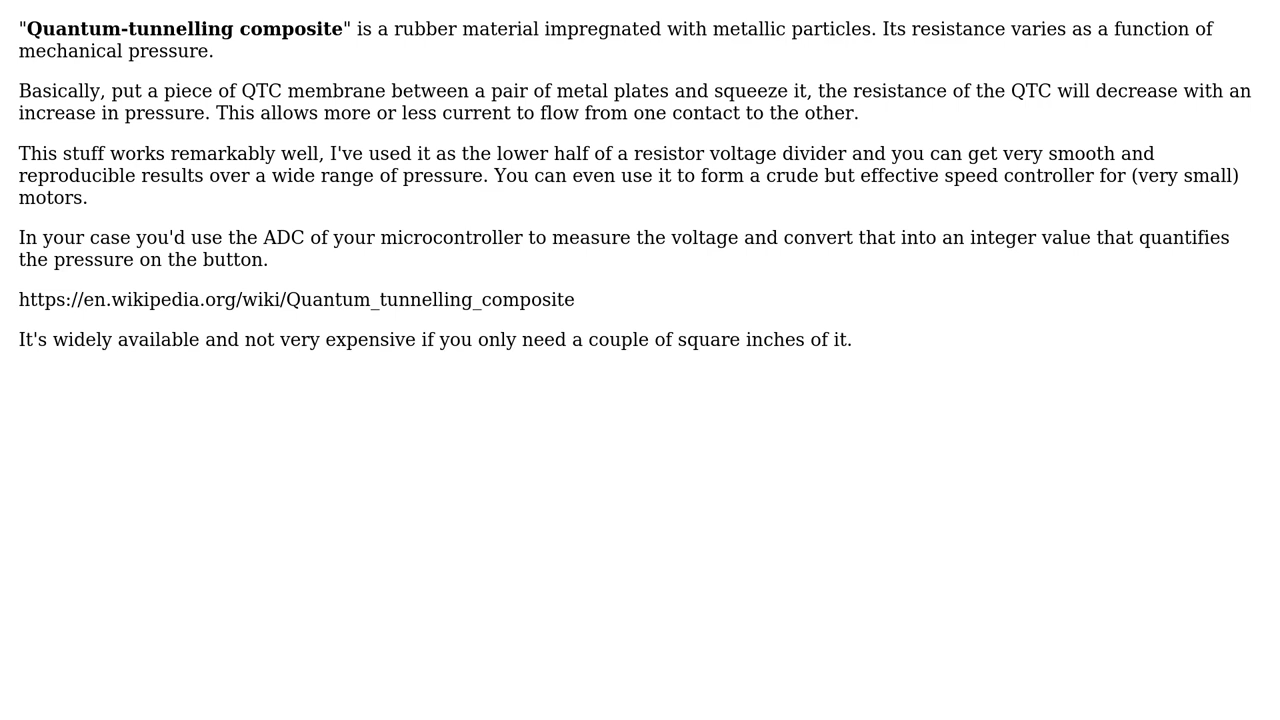 "Quantum-tunnelling composite" is a rubber material impregnated with metallic particles. Its resistance varies as a function of
mechanical pressure.
Basically, put a piece of QTC membrane between a pair of metal plates and squeeze it, the resistance of the QTC will decrease with an
increase in pressure. This allows more or less current to flow from one contact to the other.
This stuff works remarkably well, I've used it as the lower half of a resistor voltage divider and you can get very smooth and
reproducible results over a wide range of pressure. You can even use it to form a crude but effective speed controller for (very small)
motors.
In your case you'd use the ADC of your microcontroller to measure the voltage and convert that into an integer value that quantifies
the pressure on the button.
https://en.wikipedia.org/wiki/Quantum_tunnelling_composite
It's widely available and not very expensive if you only need a couple of square inches of it.